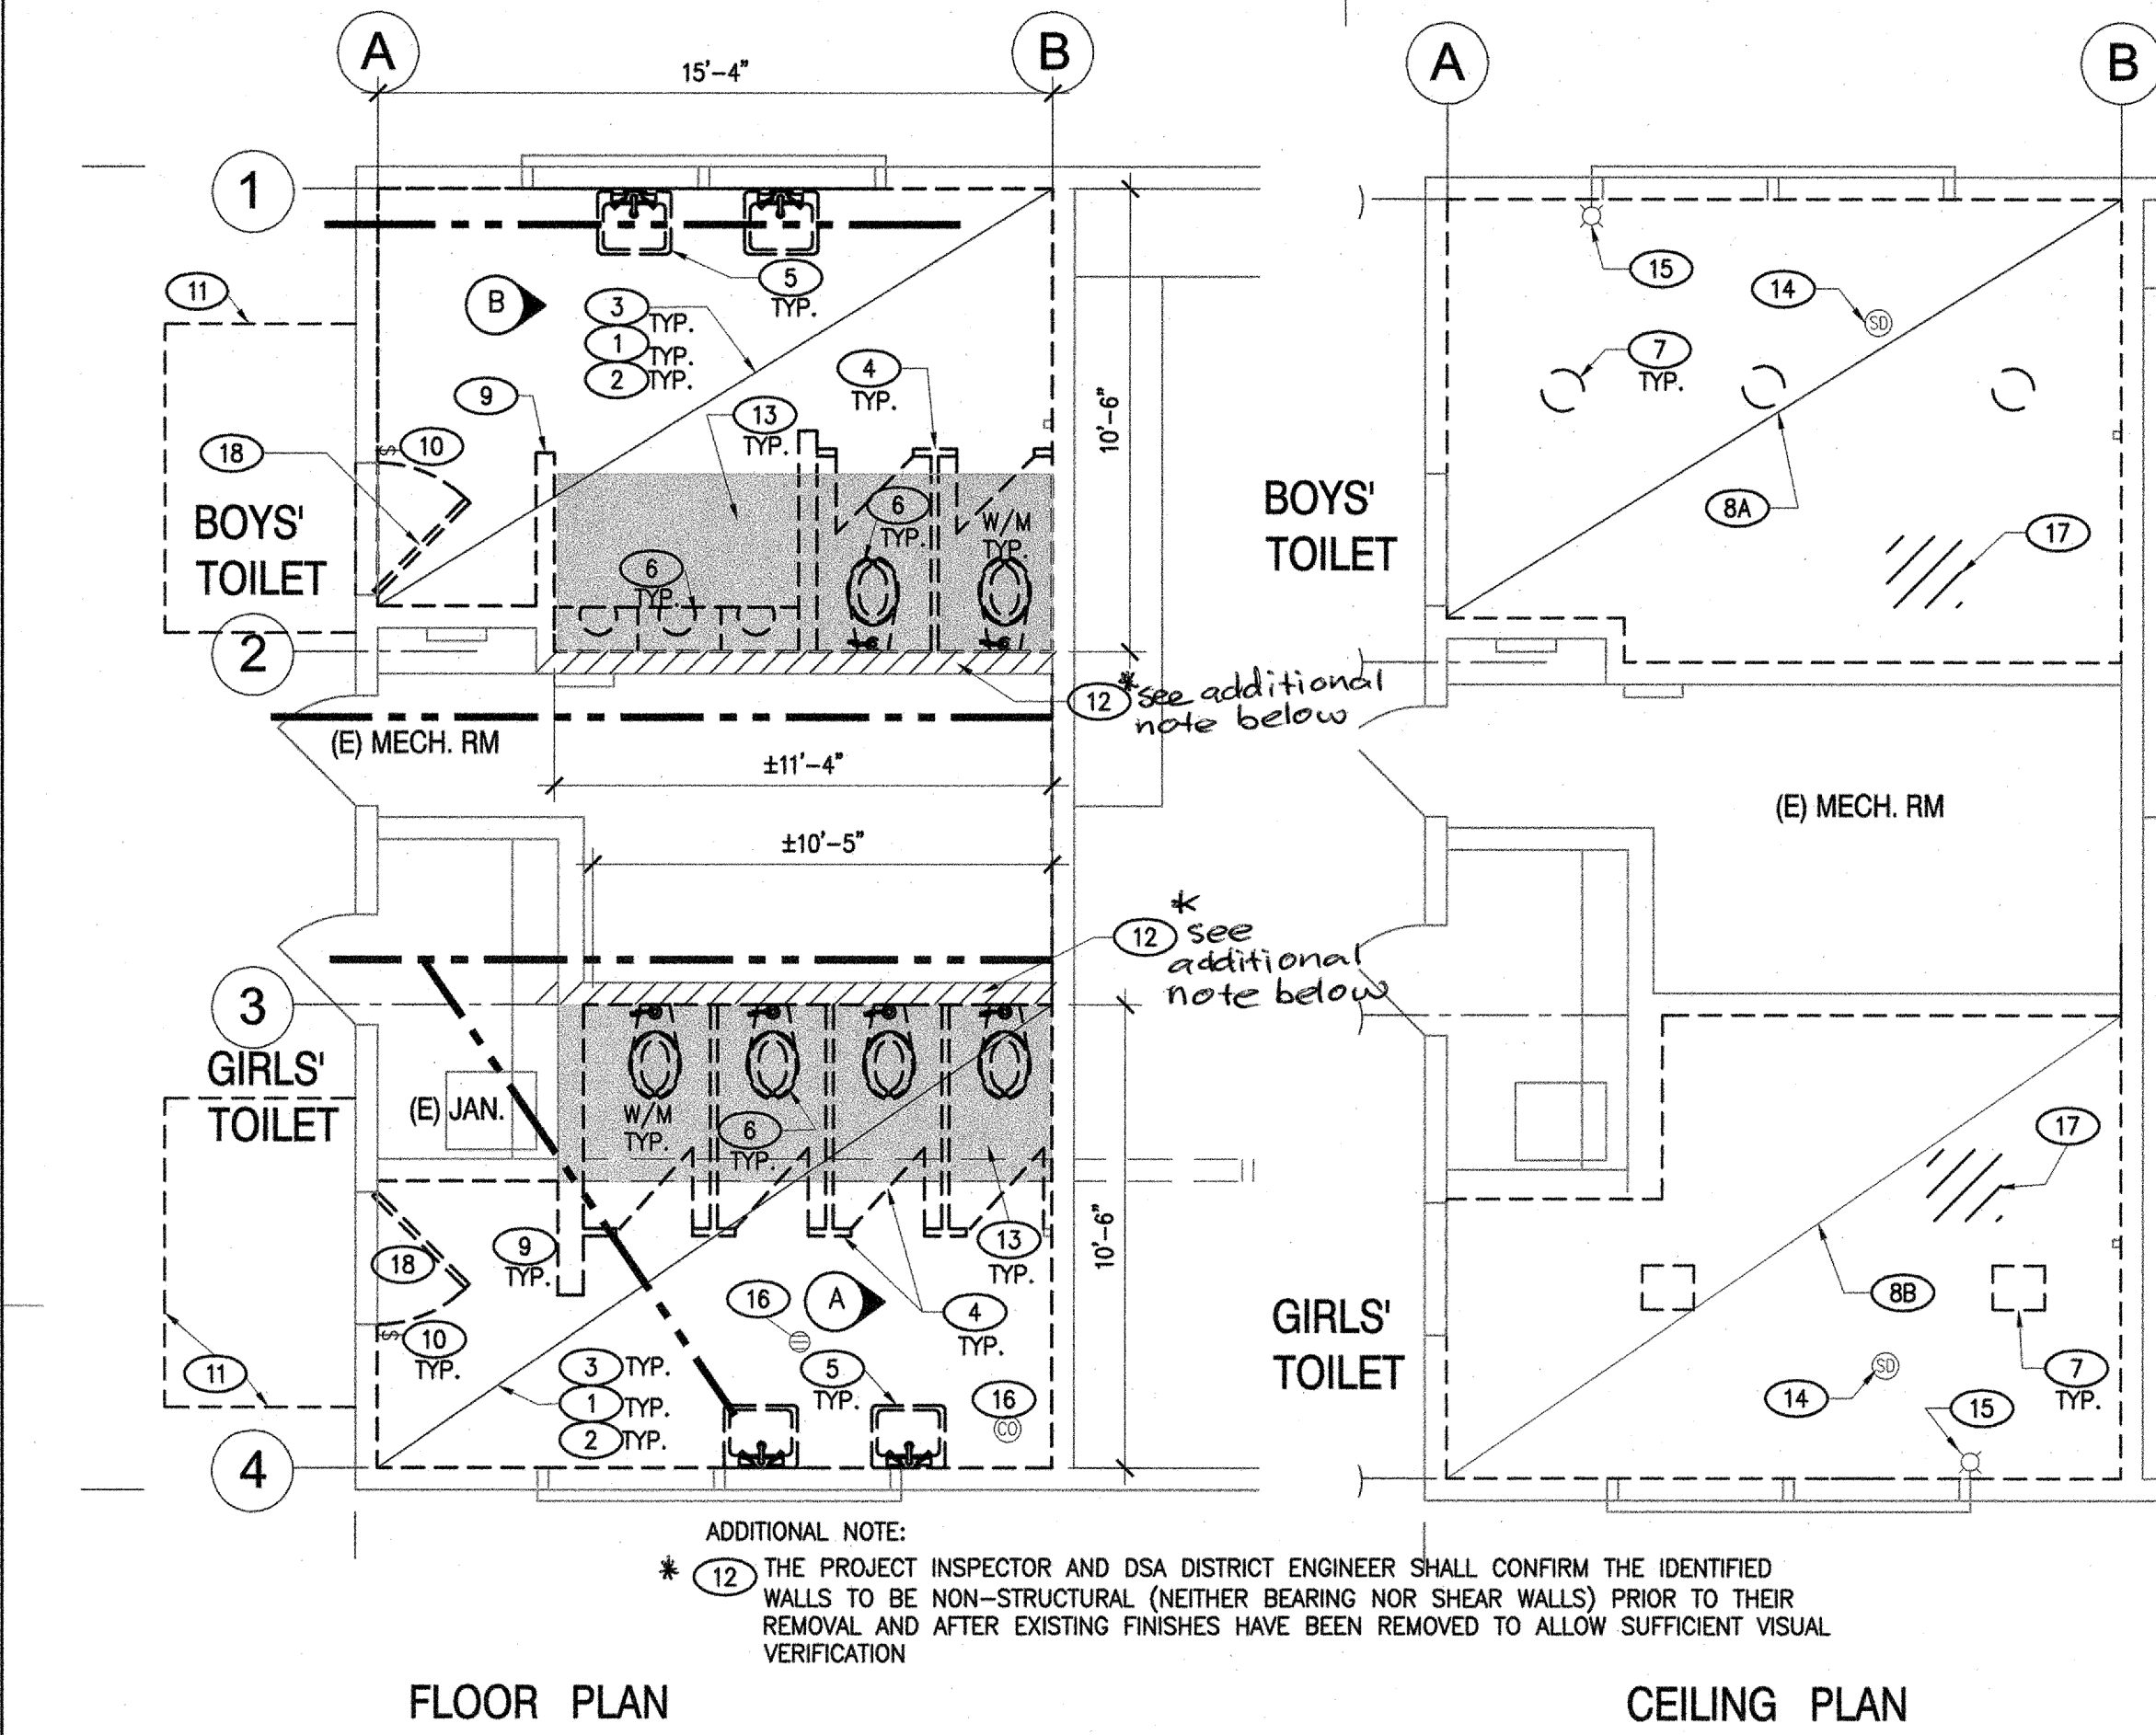 A
B
15'-4"
1
11
B
3
TYP.
1
TYP.
2
TYP.
5
TYP.
4
TYP.
9
13
TYP.
10
18
10'-6"
BOYS'
TOILET
6
TYP.
W/M
TYP.
6
TYP.
2
12
* see additional
note below
(E) MECH. RM
±11'-4"
±10'-5"
12
*
see
additional
note below
3
GIRLS'
TOILET
(E) JAN.
W/M
TYP.
6
TYP.
18
9
TYP.
13
TYP.
10'-6"
16
A
4
TYP.
10
TYP.
11
3
TYP.
1
TYP.
2
TYP.
5
TYP.
16
CO
4
ADDITIONAL NOTE:
* 12 THE PROJECT INSPECTOR AND DSA DISTRICT ENGINEER SHALL CONFIRM THE IDENTIFIED
WALLS TO BE NON-STRUCTURAL (NEITHER BEARING NOR SHEAR WALLS) PRIOR TO THEIR
REMOVAL AND AFTER EXISTING FINISHES HAVE BEEN REMOVED TO ALLOW SUFFICIENT VISUAL
VERIFICATION
FLOOR PLAN
A
B
15
14
SD
7
TYP.
8A
17
BOYS'
TOILET
(E) MECH. RM
17
8B
GIRLS'
TOILET
14
SD
7
TYP.
15
CEILING PLAN